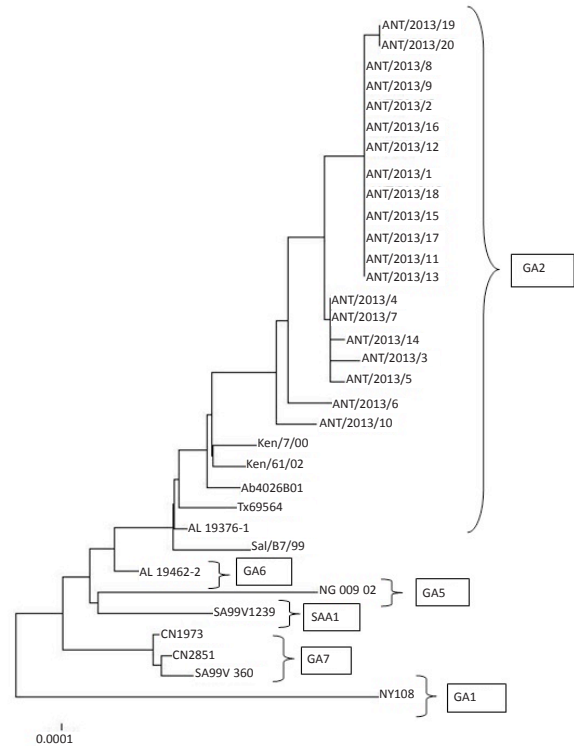 ANT/2013/19
ANT/2013/20
ANT/2013/8
ANT/2013/9
ANT/2013/2
ANT/2013/16
ANT/2013/12
ANT/2013/1
ANT/2013/18
ANT/2013/15
ANT/2013/17
ANT/2013/11
ANT/2013/13
GA2
ANT/2013/4
ANT/2013/7
ANT/2013/14
ANT/2013/3
ANT/2013/5
ANT/2013/6
ANT/2013/10
Ken/7/00
Ken/61/02
Ab4026B01
Tx69564
AL 19376-1
Sal/B7/99
AL 19462-2
GA6
NG 009 02
GA5
SA99V1239
SAA1
CN1973
CN2851
GA7
SA99V 360
NY108
GA1
0.0001